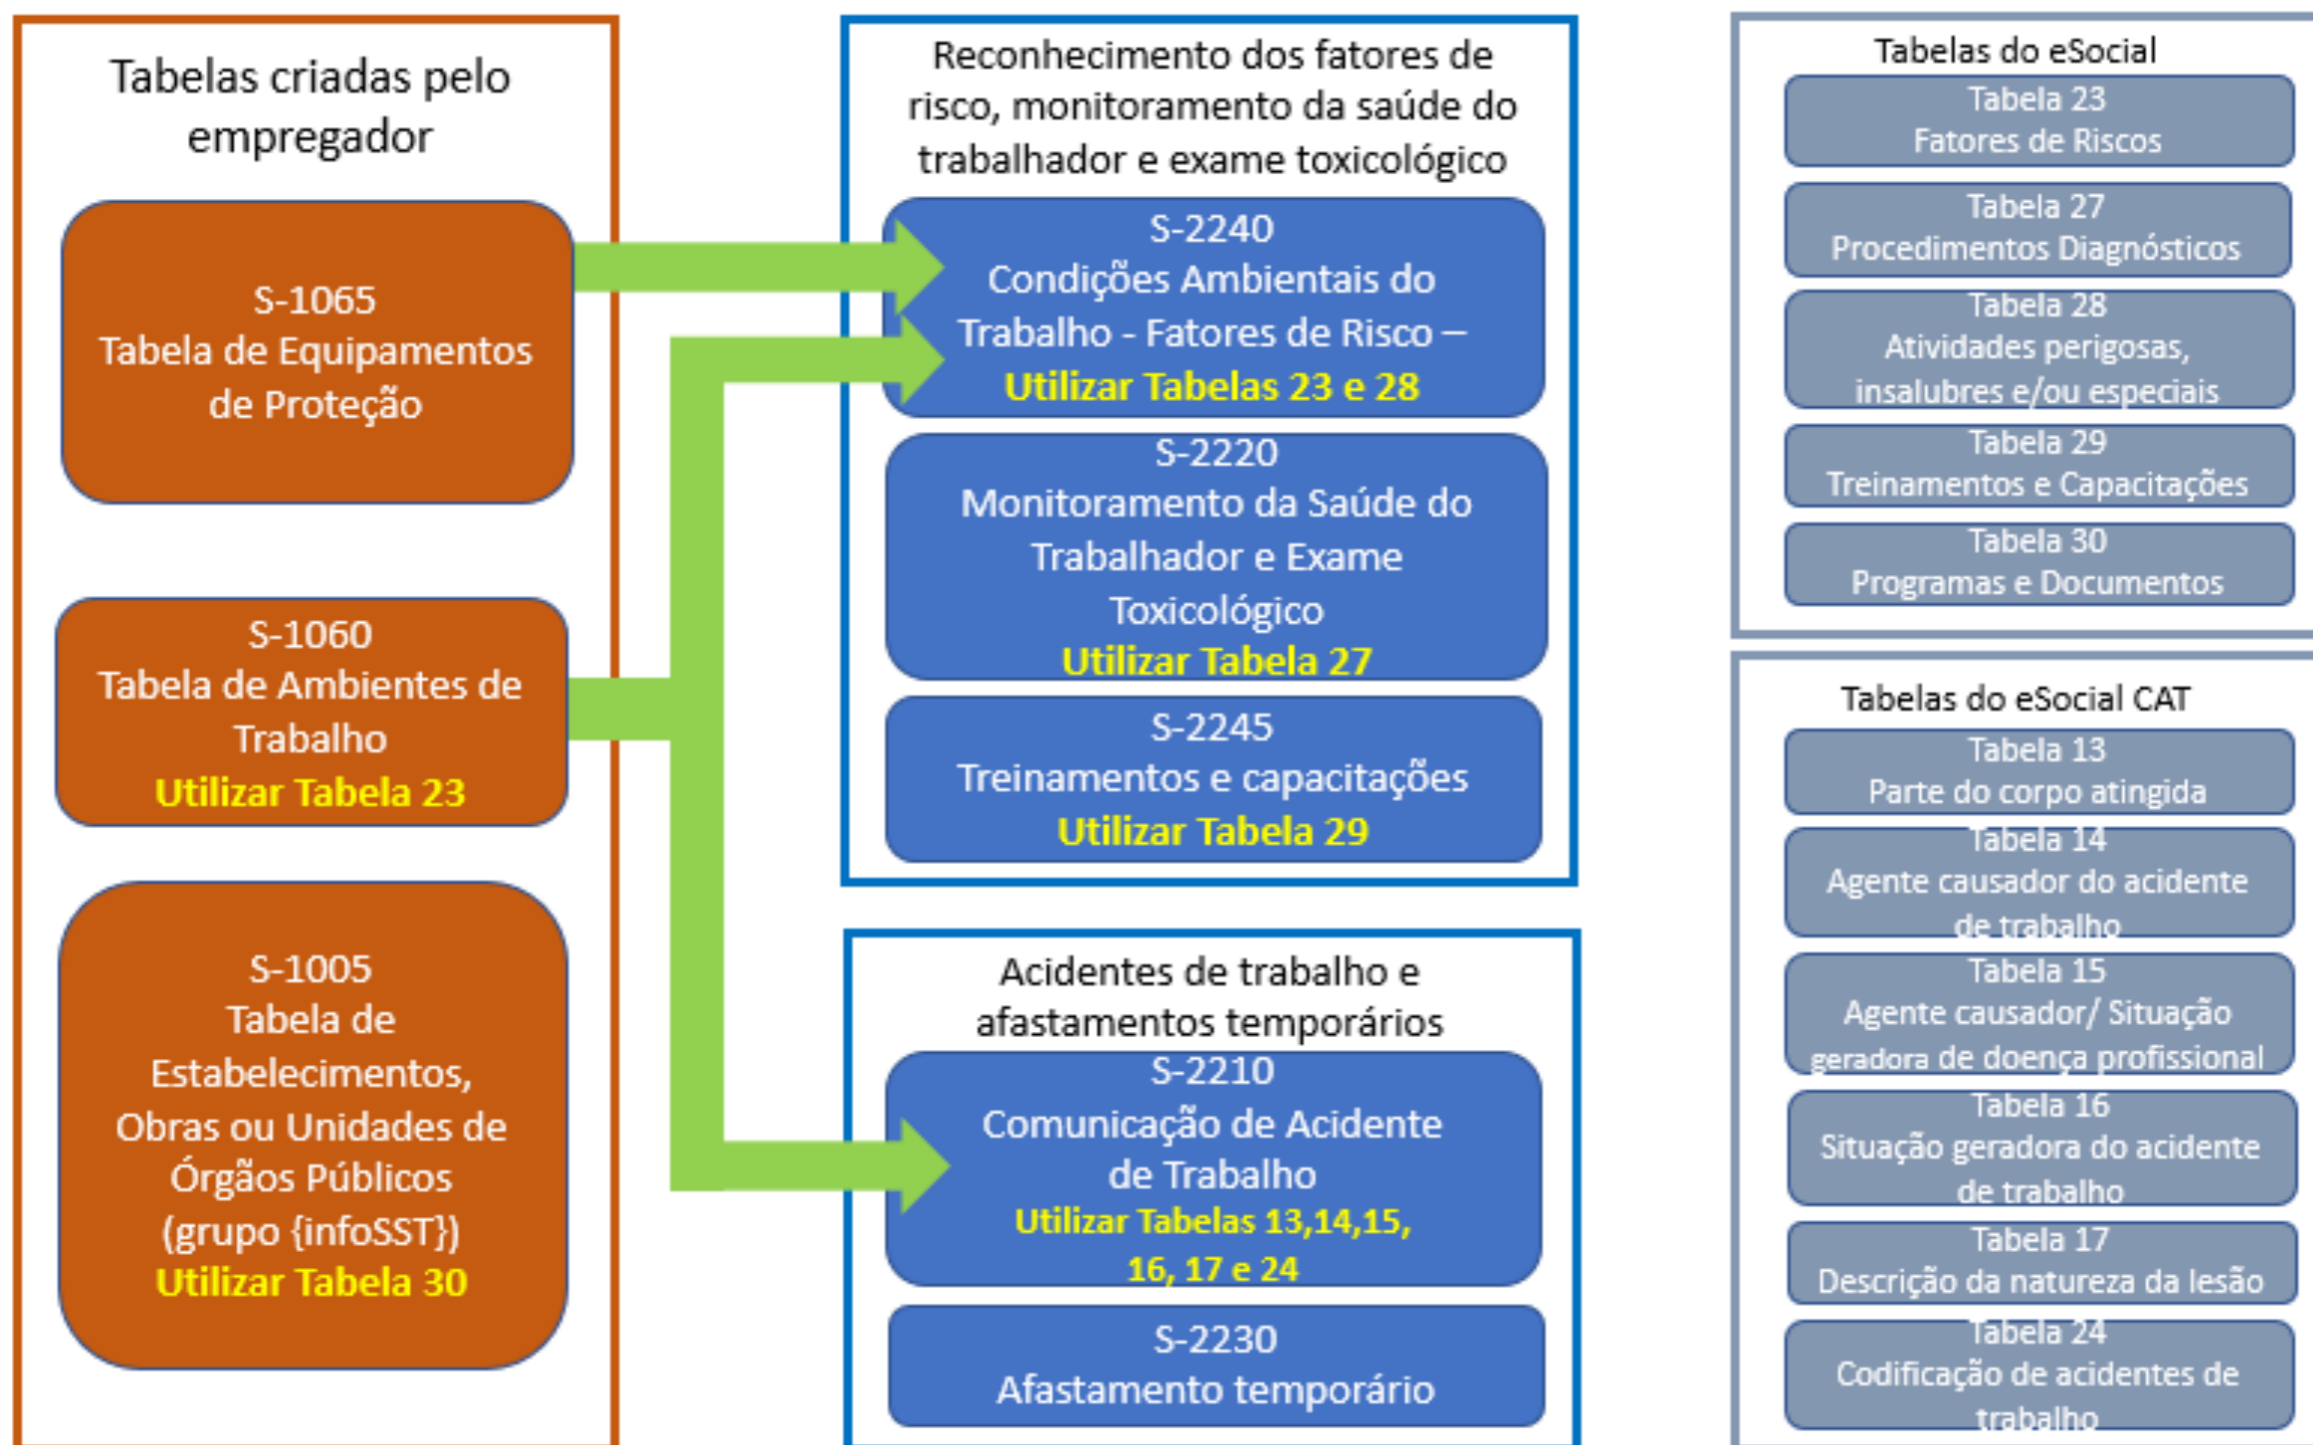 Tabelas criadas pelo
empregador
S-1065
Tabela de Equipamentos
de Proteção
S-1060
Tabela de Ambientes de
Trabalho
Utilizar Tabela 23
S-1005
Tabela de
Estabelecimentos,
Obras ou Unidades de
Órgãos Públicos
(grupo {infoSST})
Utilizar Tabela 30
Reconhecimento dos fatores de
risco, monitoramento da saúde do
trabalhador e exame toxicológico
S-2240
Condições Ambientais do
Trabalho - Fatores de Risco –
Utilizar Tabelas 23 e 28
S-2220
Monitoramento da Saúde do
Trabalhador e Exame
Toxicológico
Utilizar Tabela 27
S-2245
Treinamentos e capacitações
Utilizar Tabela 29
Acidentes de trabalho e
afastamentos temporários
S-2210
Comunicação de Acidente
de Trabalho
Utilizar Tabelas 13,14,15,
16, 17 e 24
S-2230
Afastamento temporário
Tabelas do eSocial
Tabela 23
Fatores de Riscos
Tabela 27
Procedimentos Diagnósticos
Tabela 28
Atividades perigosas,
insalubres e/ou especiais
Tabela 29
Treinamentos e Capacitações
Tabela 30
Programas e Documentos
Tabelas do eSocial CAT
Tabela 13
Parte do corpo atingida
Tabela 14
Agente causador do acidente
de trabalho
Tabela 15
Agente causador/ Situação
geradora de doença profissional
Tabela 16
Situação geradora do acidente
de trabalho
Tabela 17
Descrição da natureza da lesão
Tabela 24
Codificação de acidentes de
trabalho